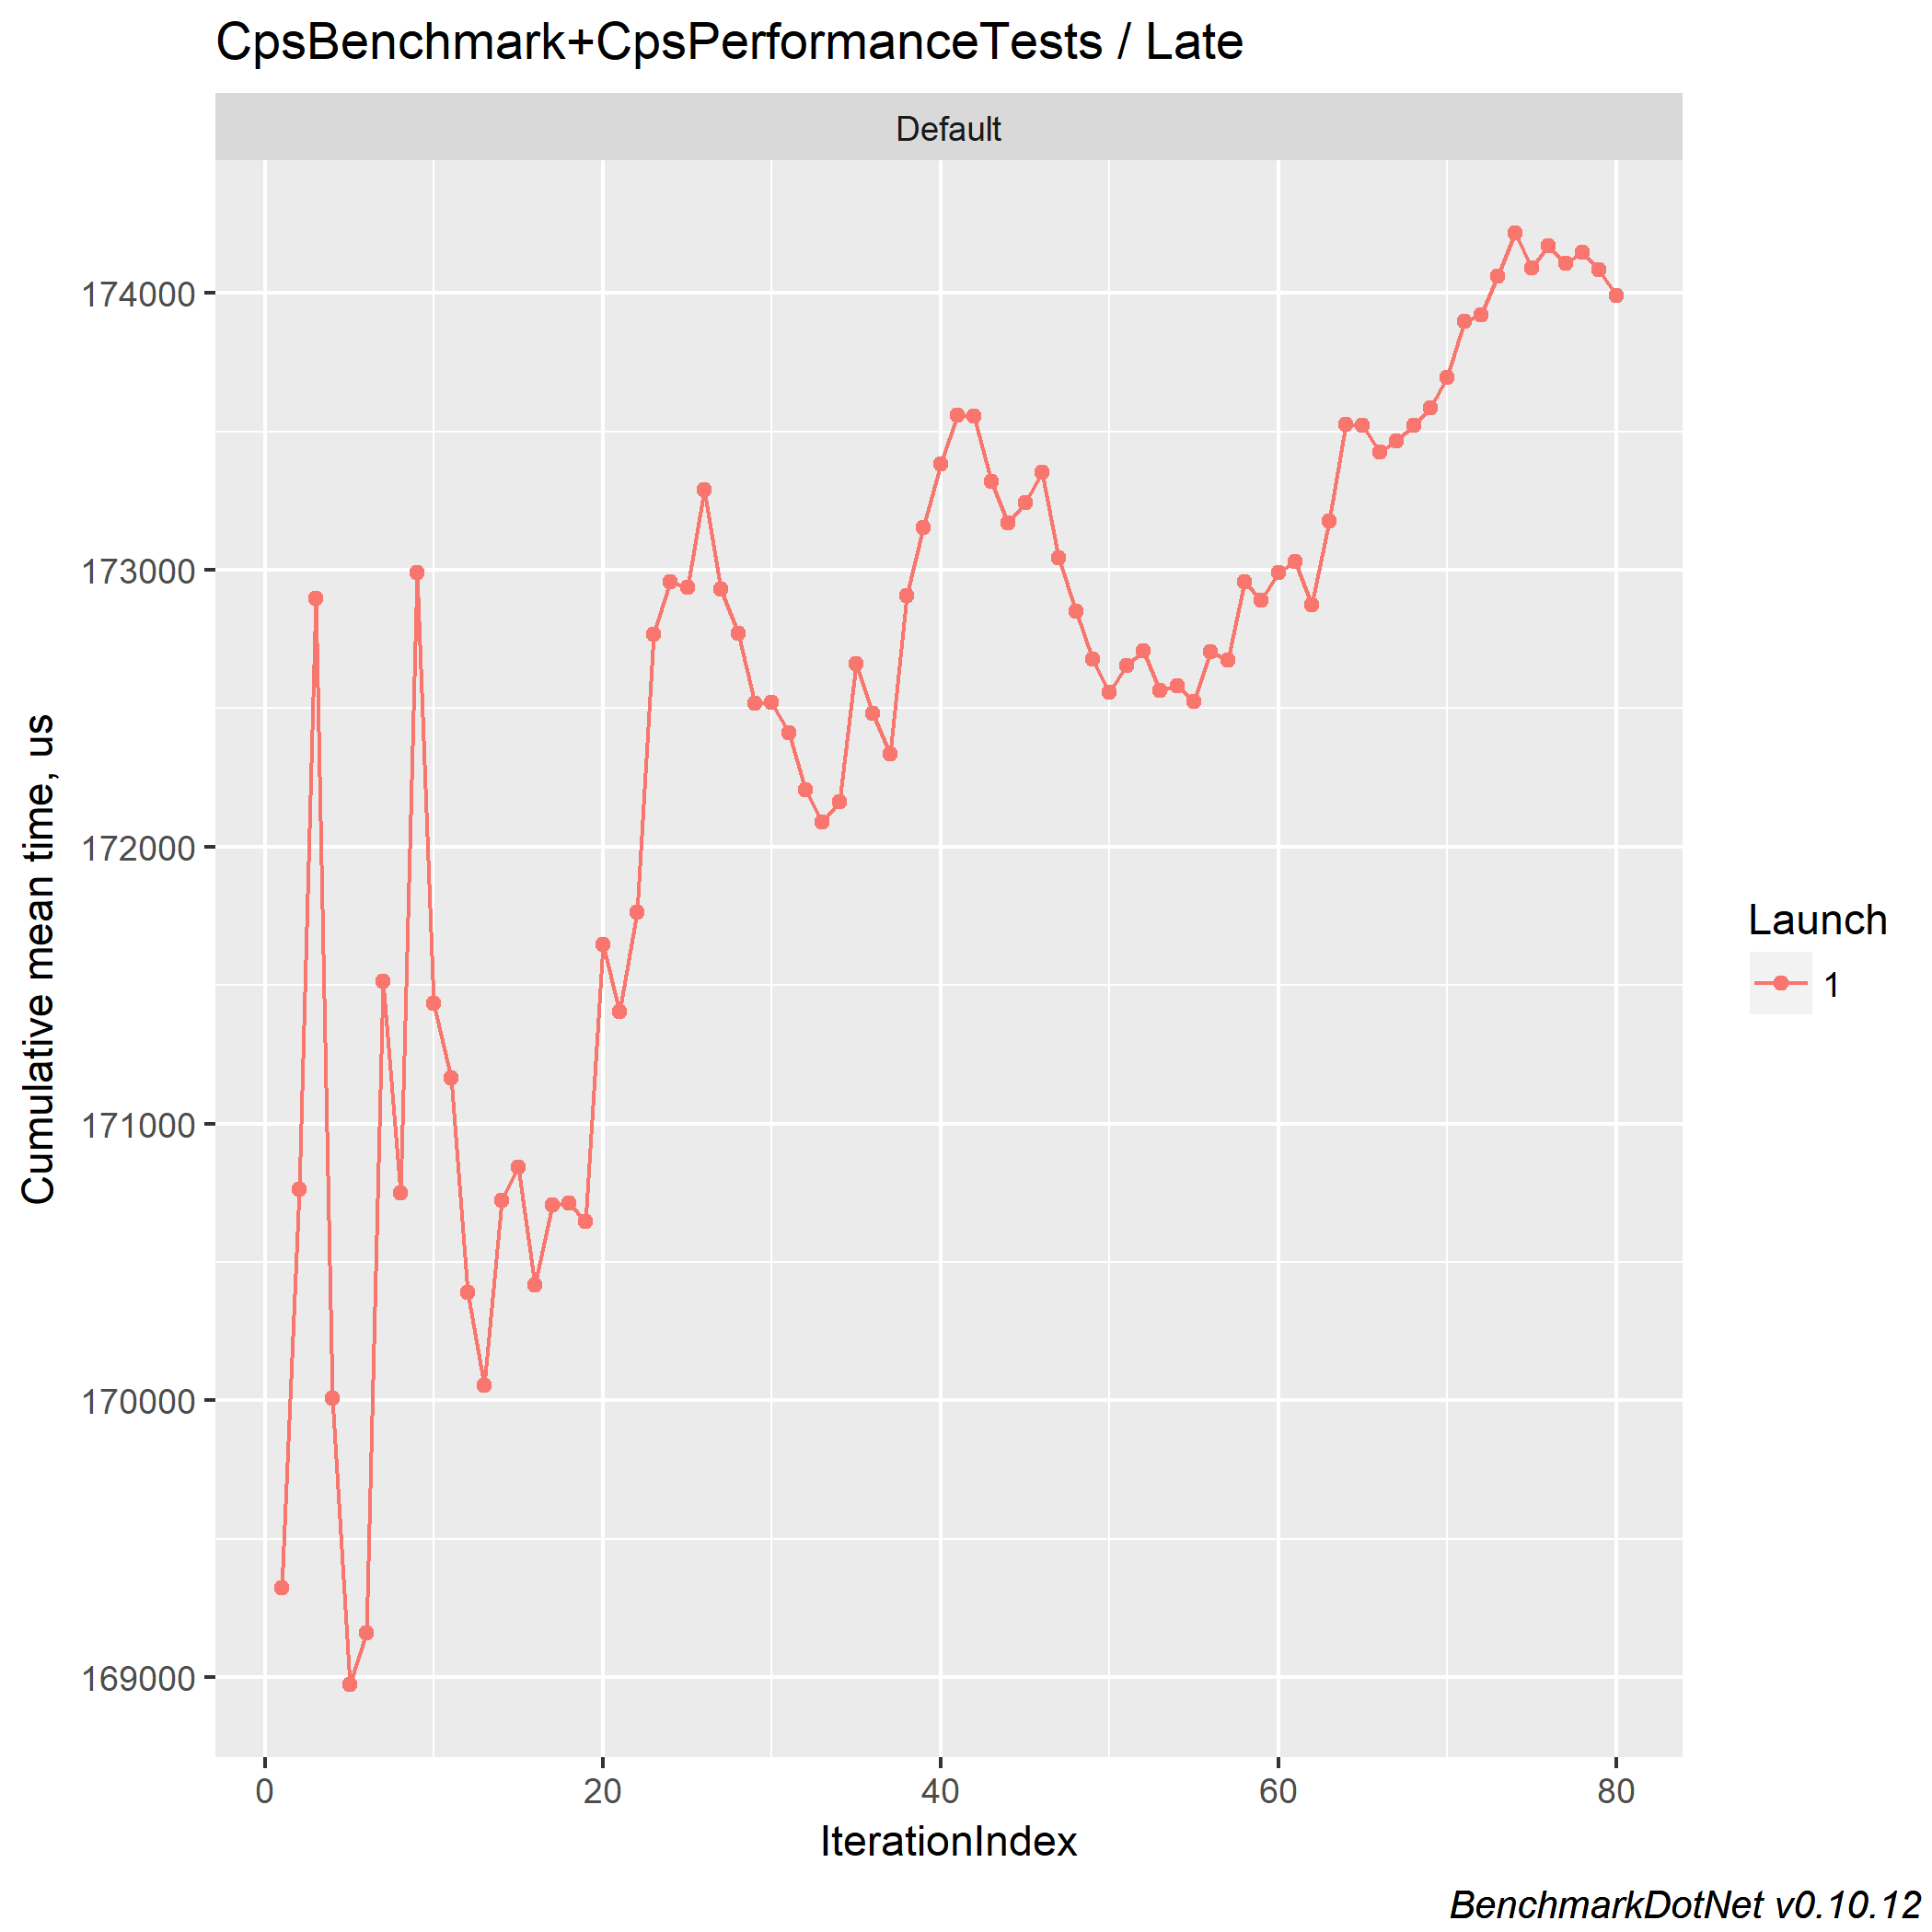 CpsBenchmark+CpsPerformanceTests / Late
Default
Cumulative mean time, us
174000
173000
172000
171000
170000
169000
0 20 40 60 80
IterationIndex
Launch
1
BenchmarkDotNet v0.10.12